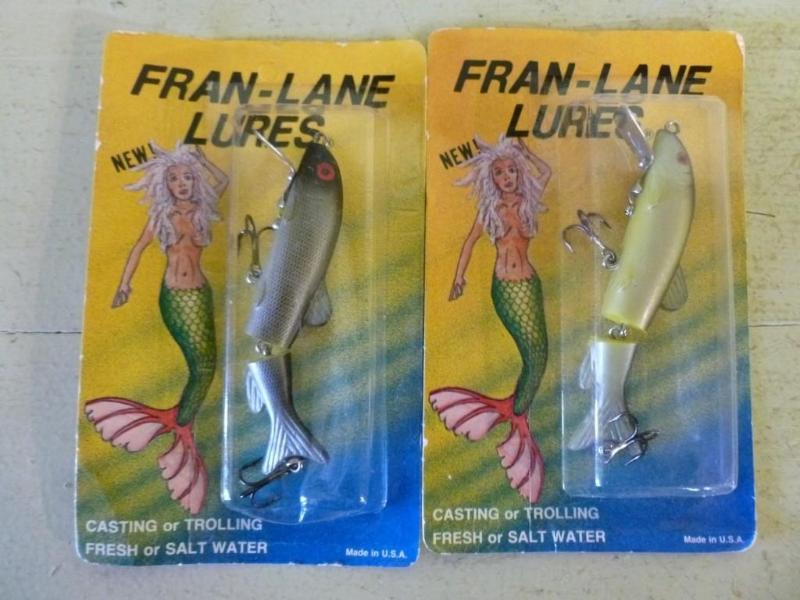 FRAN-LANE
LURES
NEW!
CASTING or TROLLING
FRESH or SALT WATER
Made in U.S.A.
FRAN-LANE
LURES
NEW!
CASTING or TROLLING
FRESH or SALT WATER
Made in U.S.A.